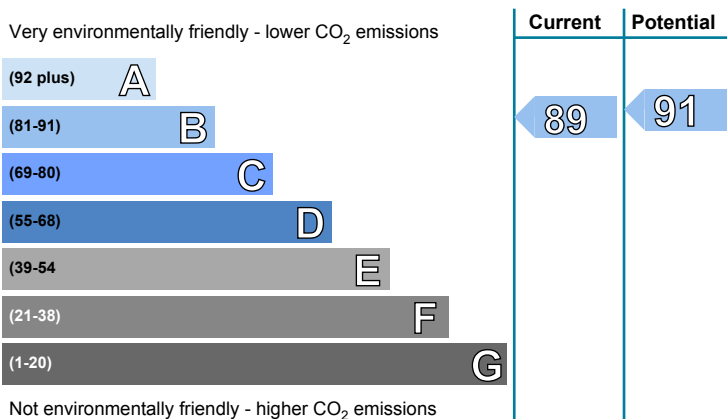 Very environmentally friendly - lower CO2 emissions
Current
Potential
(92 plus) A
(81-91) B
89
91
(69-80) C
(55-68) D
(39-54 E
(21-38) F
(1-20) G
Not environmentally friendly - higher CO2 emissions